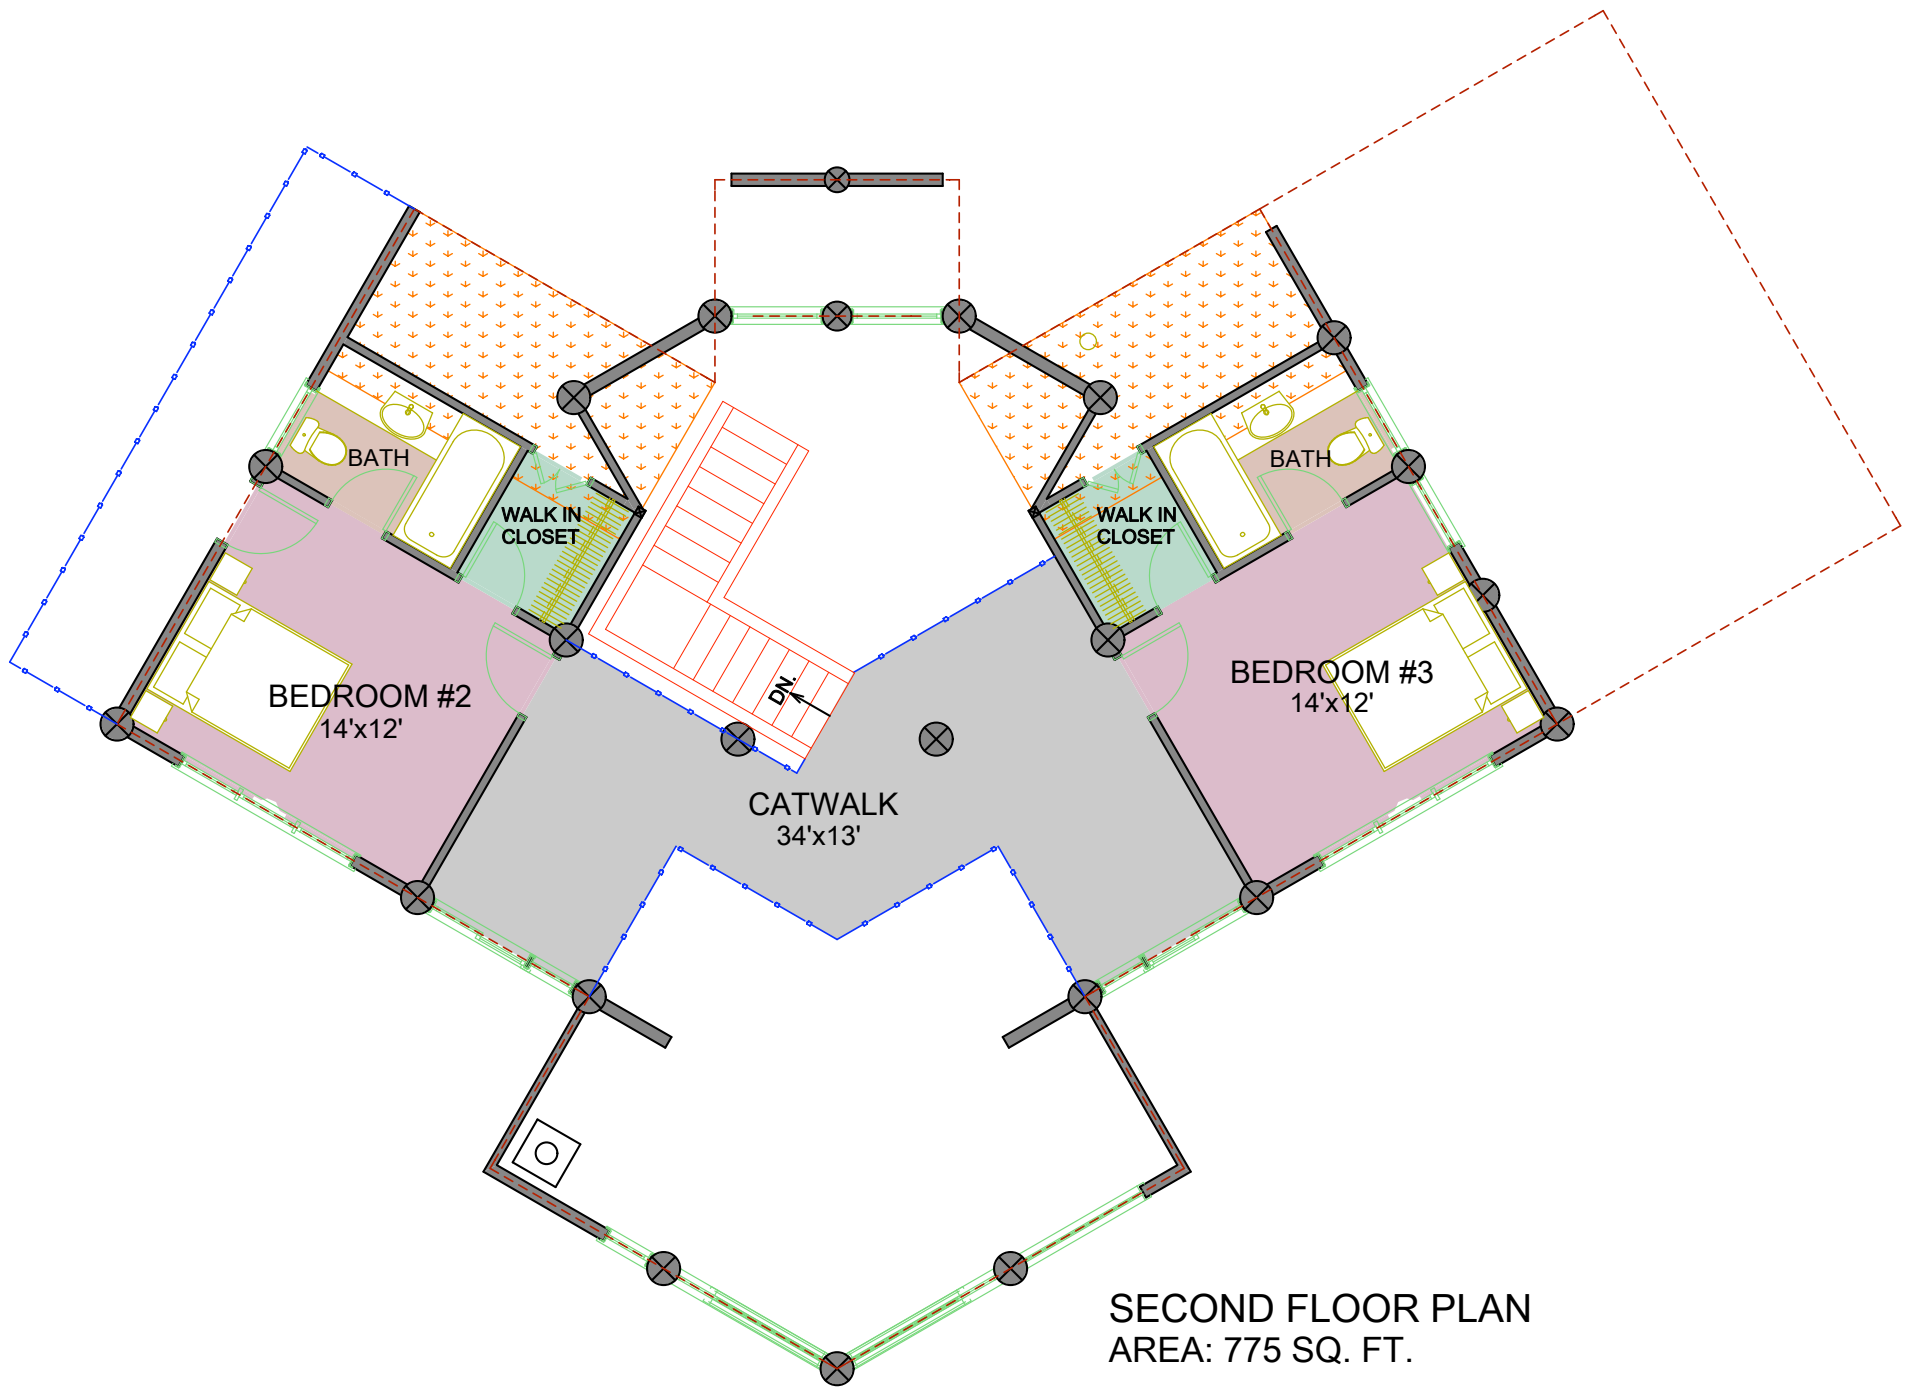 BATH
BATH
WALK IN
CLOSET
WALK IN
CLOSET
BEDROOM #2
14'x12'
DN.
BEDROOM #3
14'x12'
CATWALK
34'x13'
SECOND FLOOR PLAN
AREA: 775 SQ. FT.